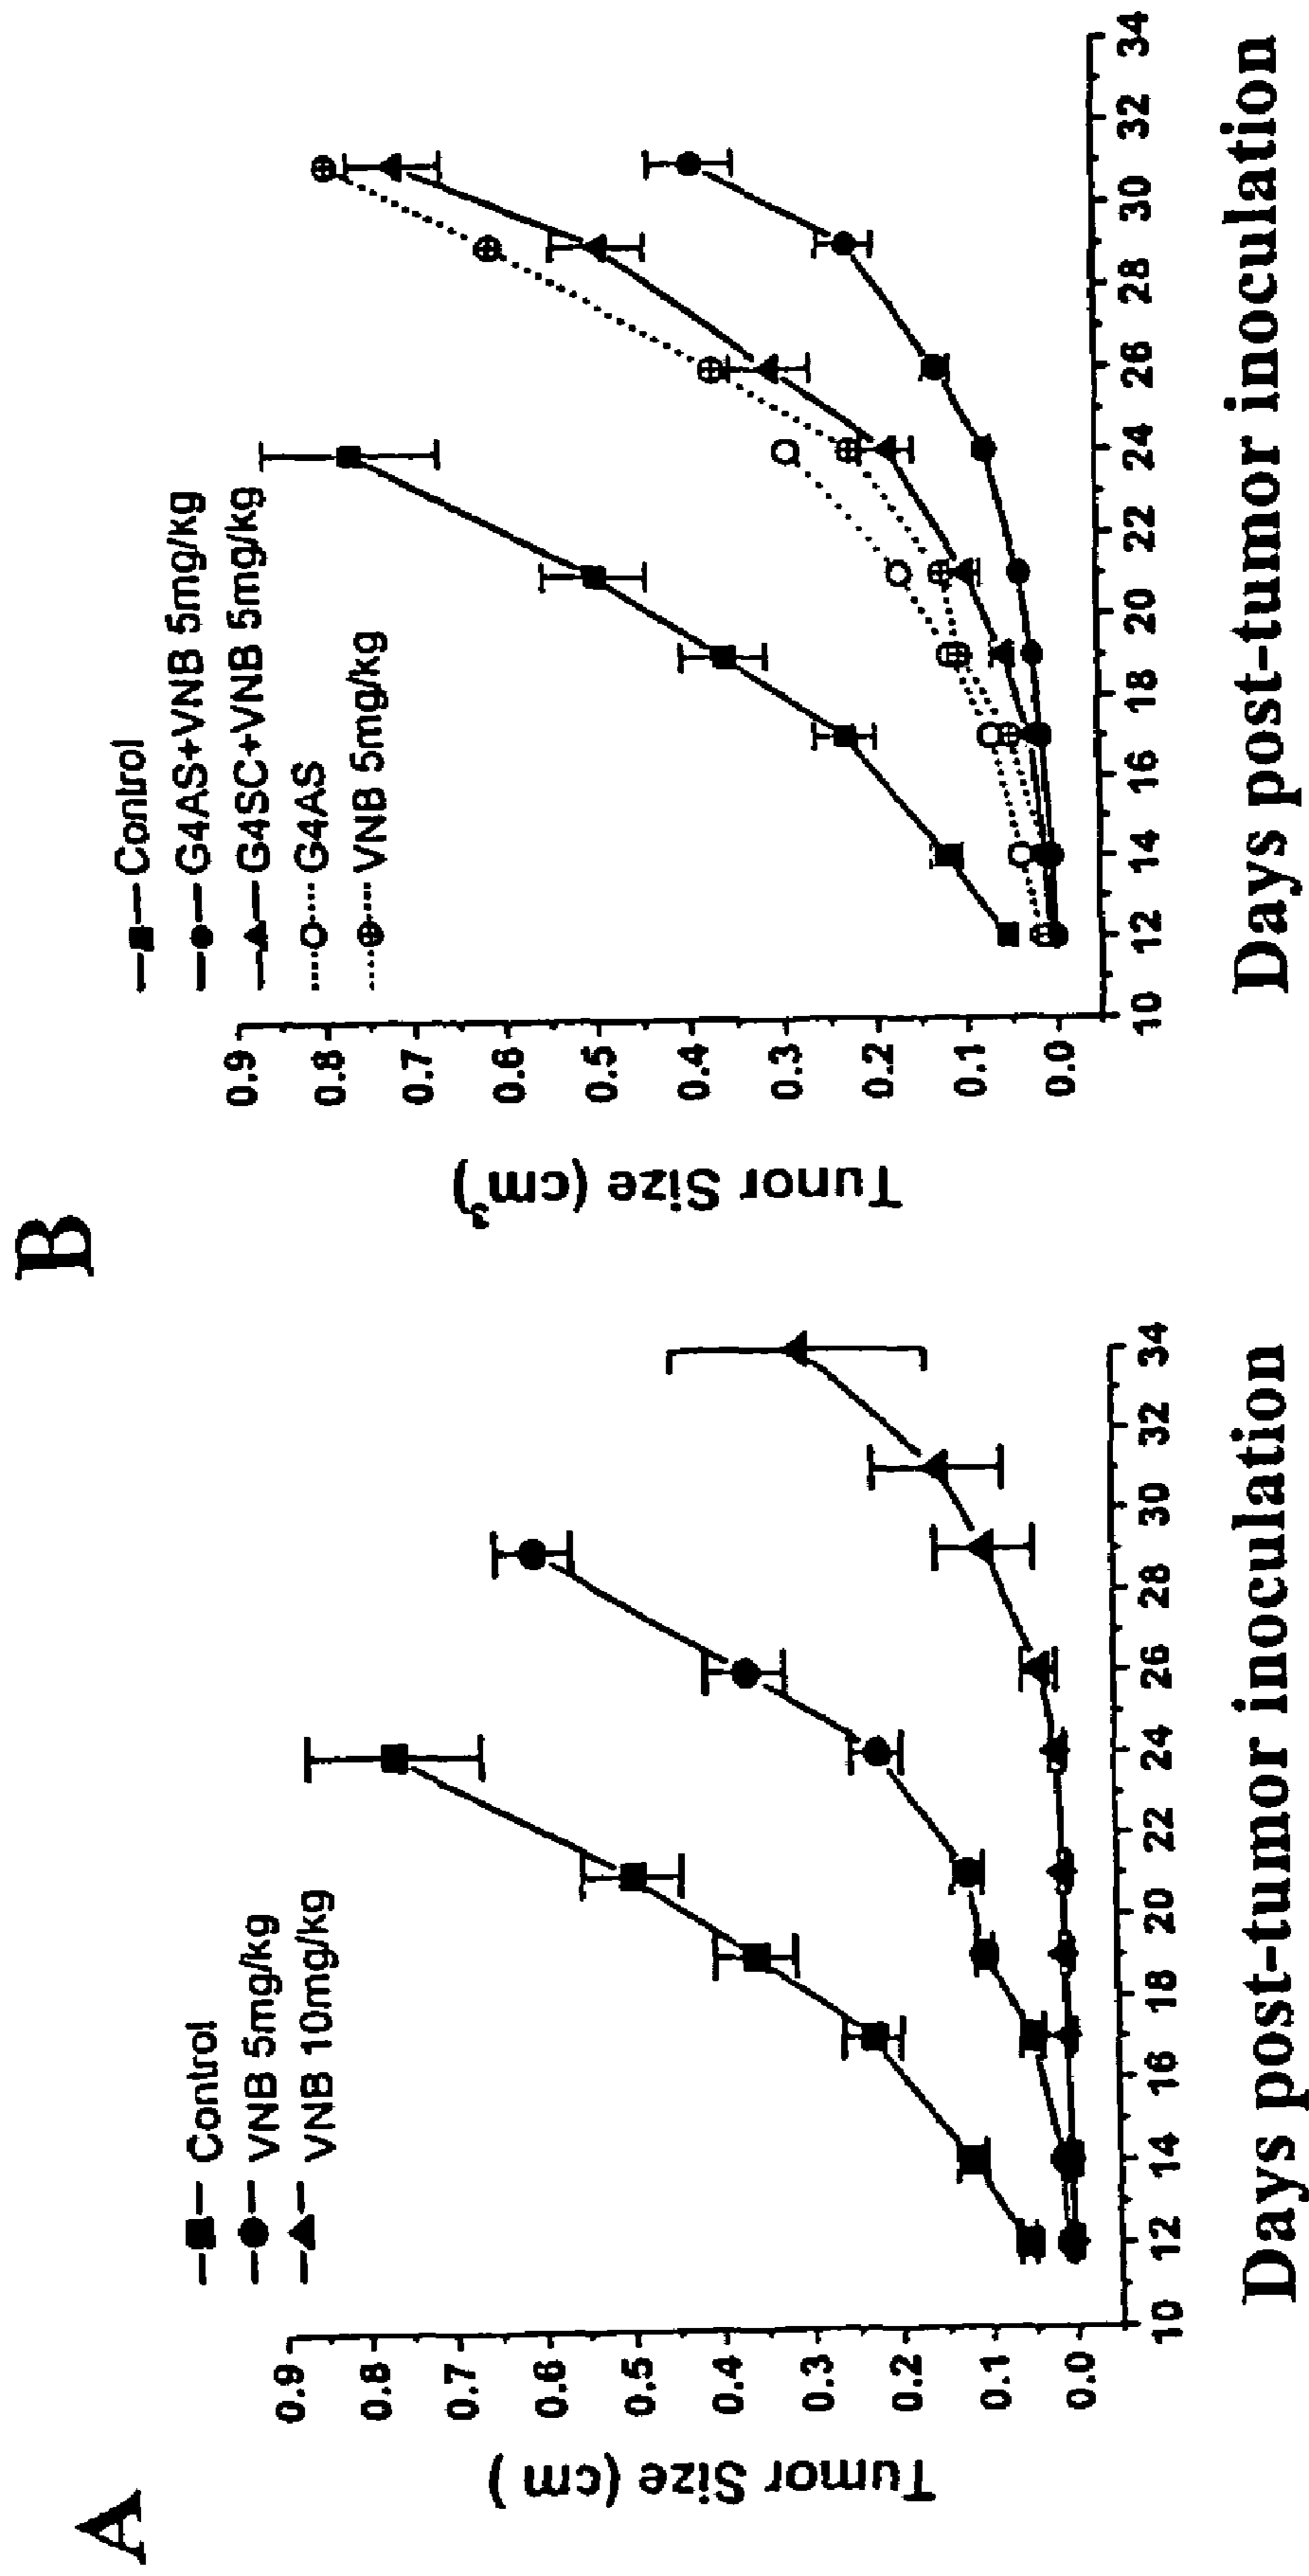 A
Tumor Size (cm )
0.9
0.8
0.7
0.6
0.5
0.4
0.3
0.2
0.1
0.0
Control
VNB 5mg/kg
VNB 10mg/kg
10 12 14 16 18 20 22 24 26 28 30 32 34
Days post-tumor inoculation
B
Tunor Size (cm³)
0.9
0.8
0.7
0.6
0.5
0.4
0.3
0.2
0.1
0.0
Control
G4AS+VNB 5mg/kg
G4SC+VNB 5mg/kg
G4AS
VNB 5mg/kg
10 12 14 16 18 20 22 24 26 28 30 32 34
Days post-tumor inoculation